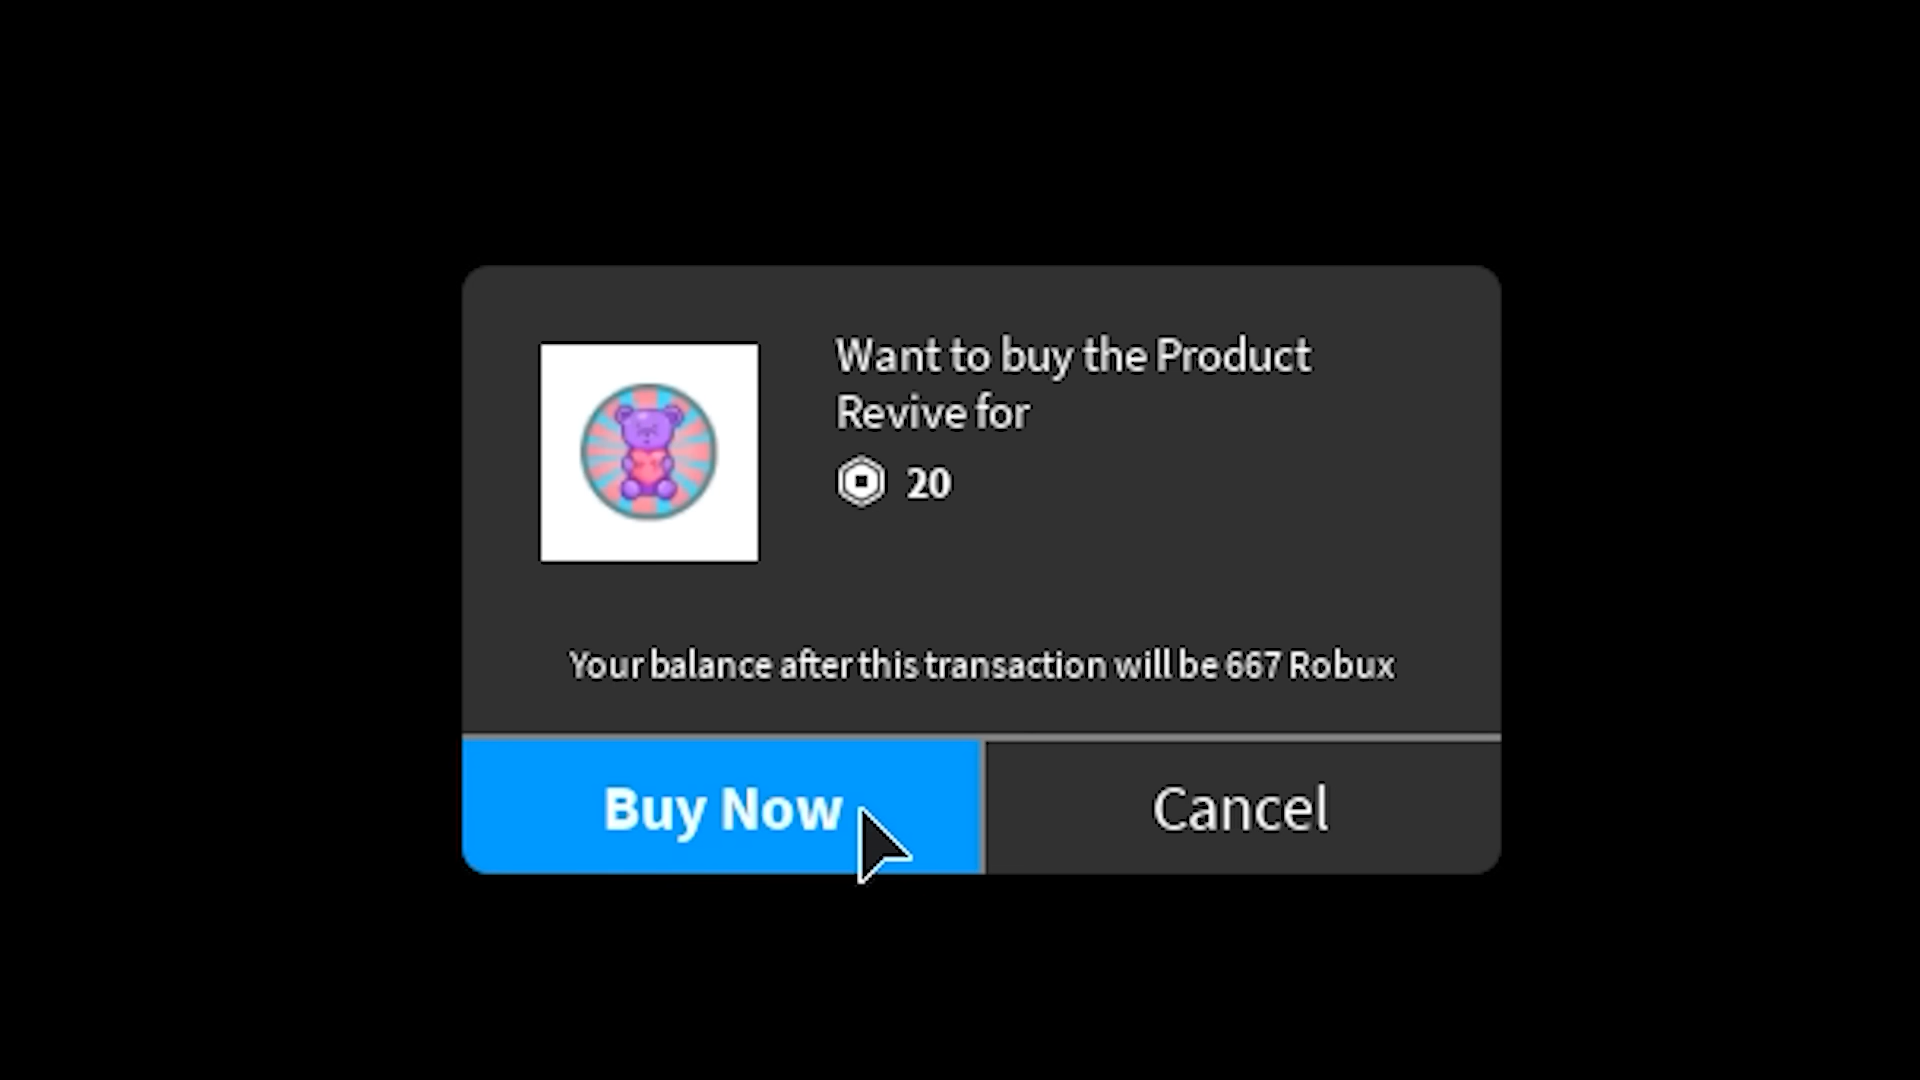 Want to buy the Product
Revive for
20
Your balance after this transaction will be 667 Robux
Buy Now
Cancel